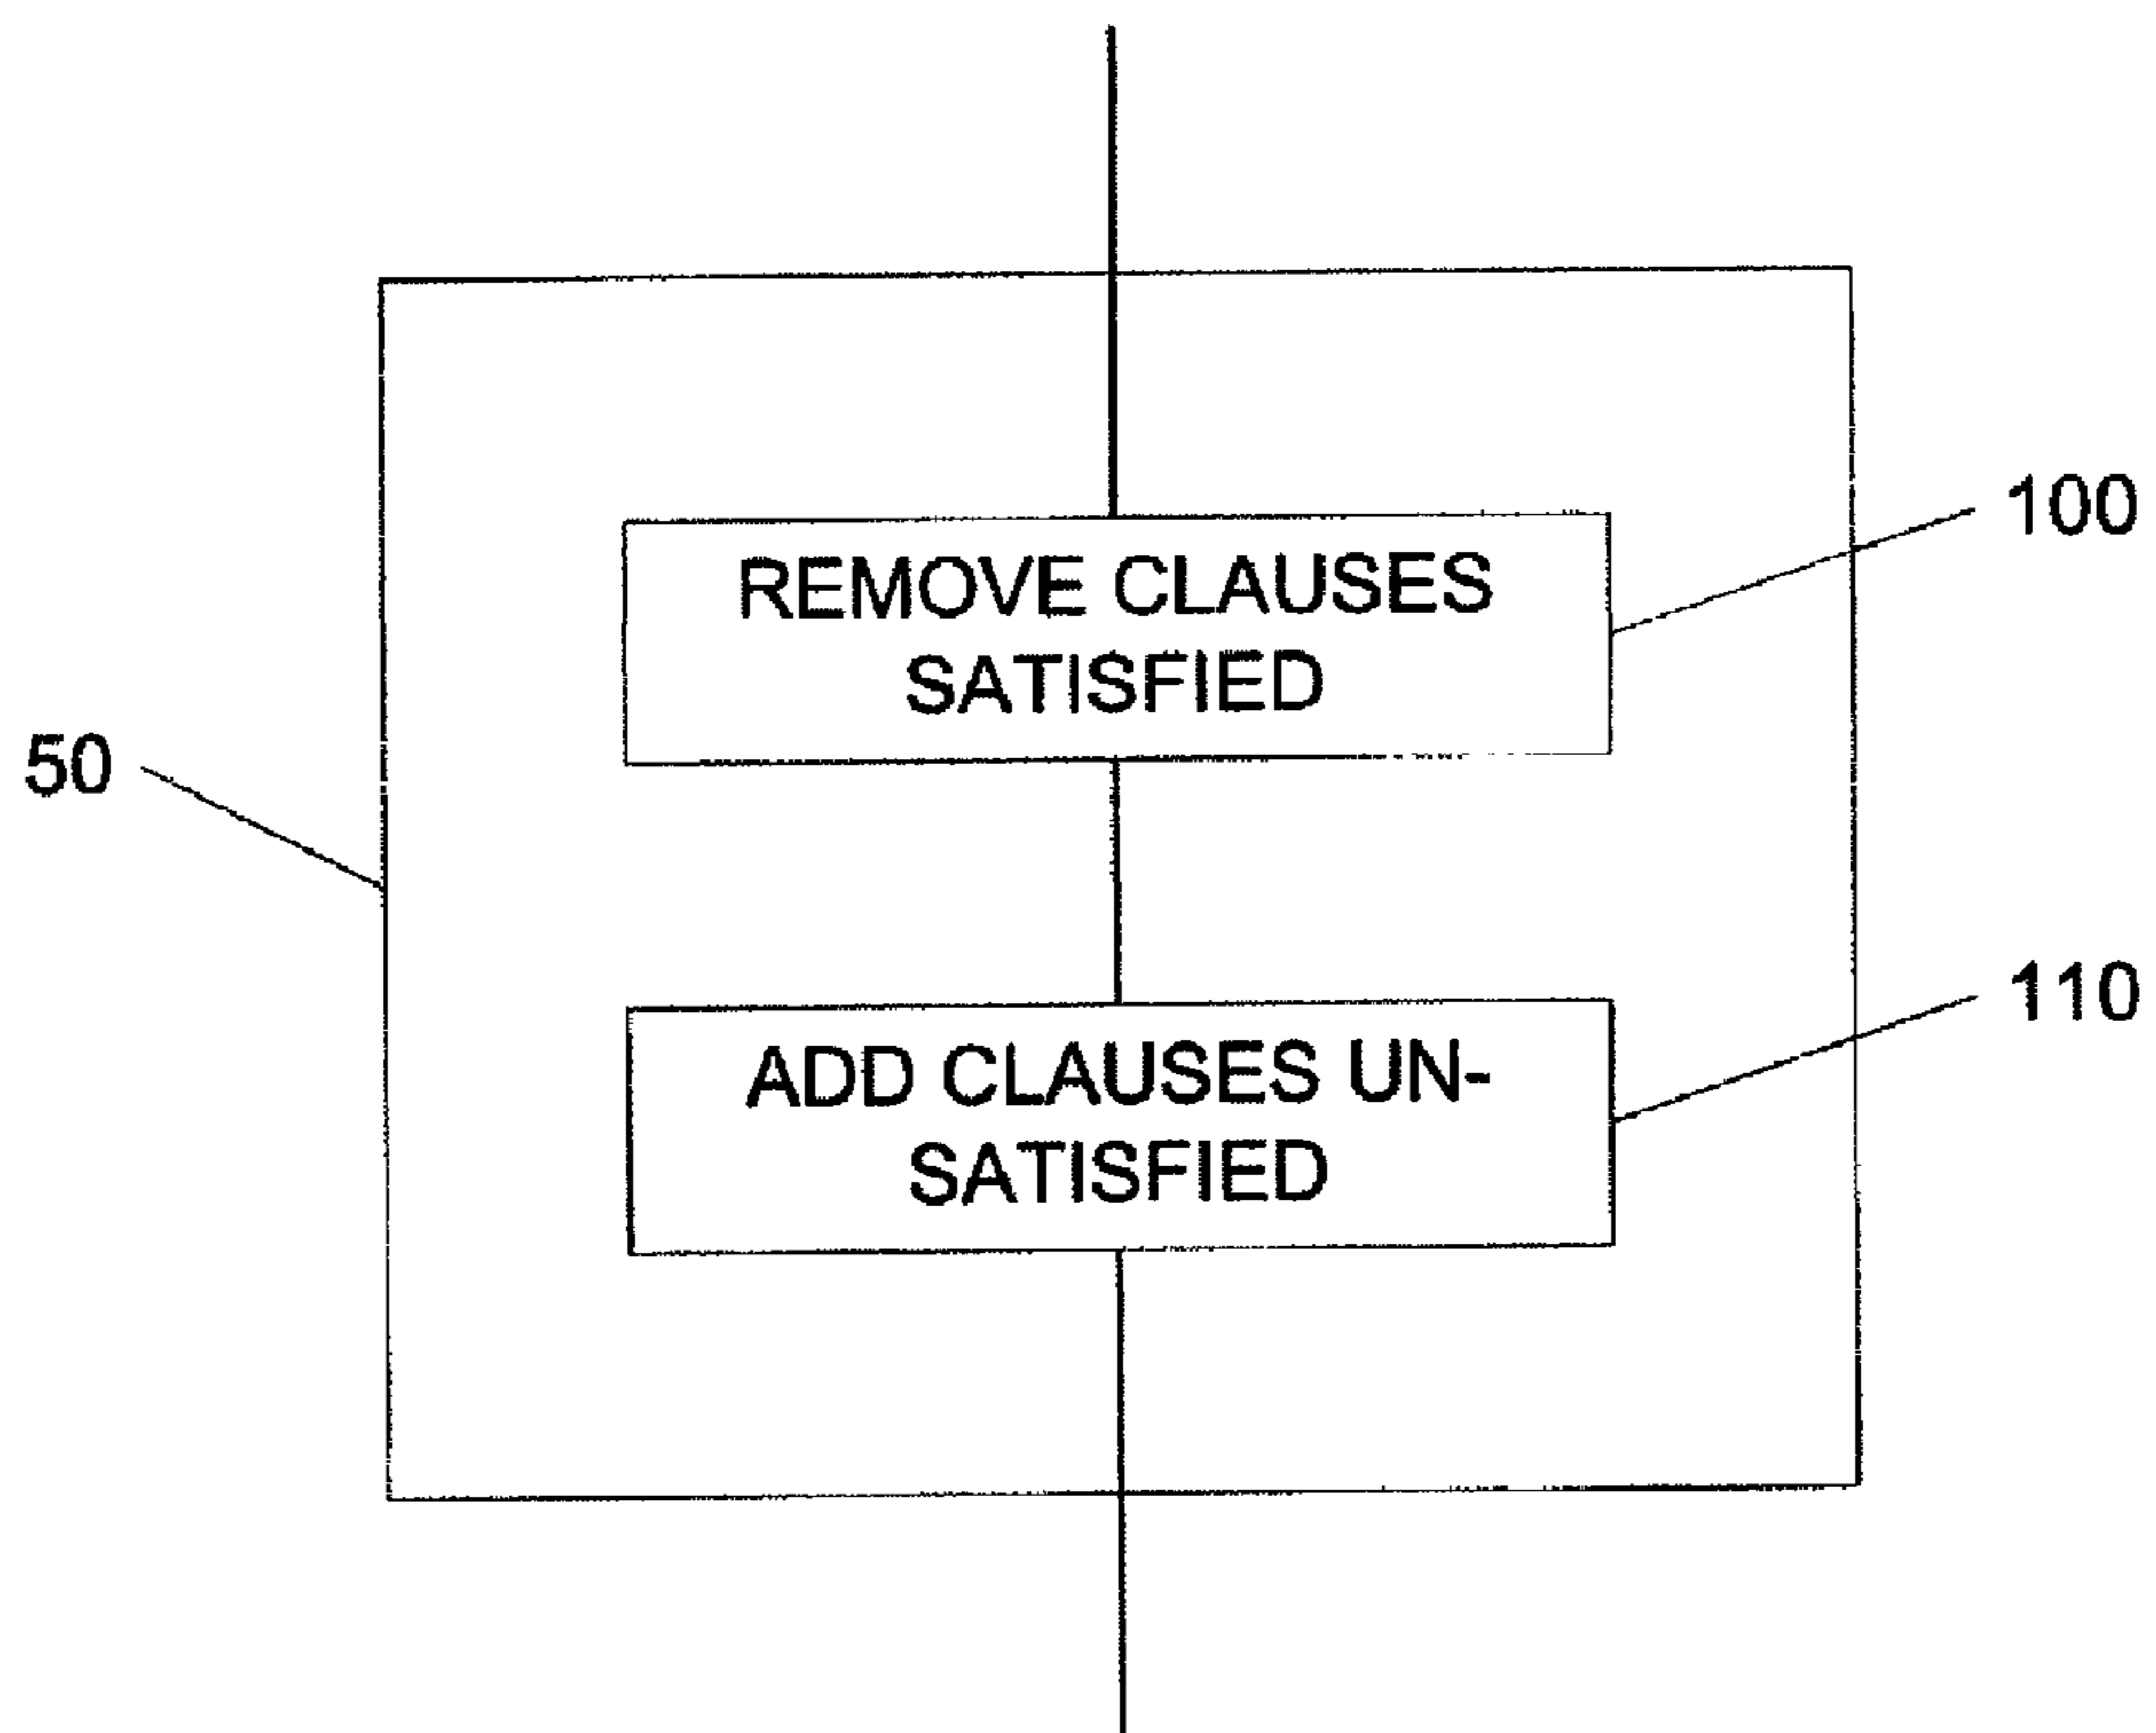 REMOVE CLAUSES
SATISFIED
100
50
ADD CLAUSES UN-
SATISFIED
110